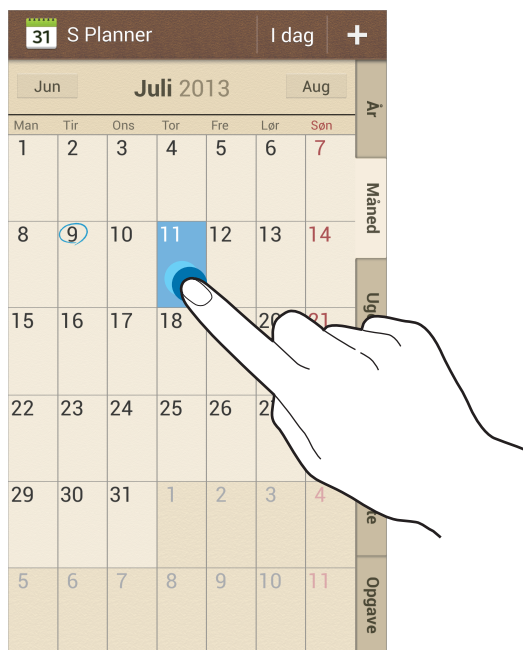 31 S Planner I dag +
Jun Juli 2013 Aug
År
Man Tir Ons Tor Fre Lør Søn
1 2 3 4 5 6 7
Måned
8 9 10 11 12 13 14
15 16 17 18 20 21
22 23 24 25 26
29 30 31 1 2 3 4
5 6 7 8 9 10 11
Opgave